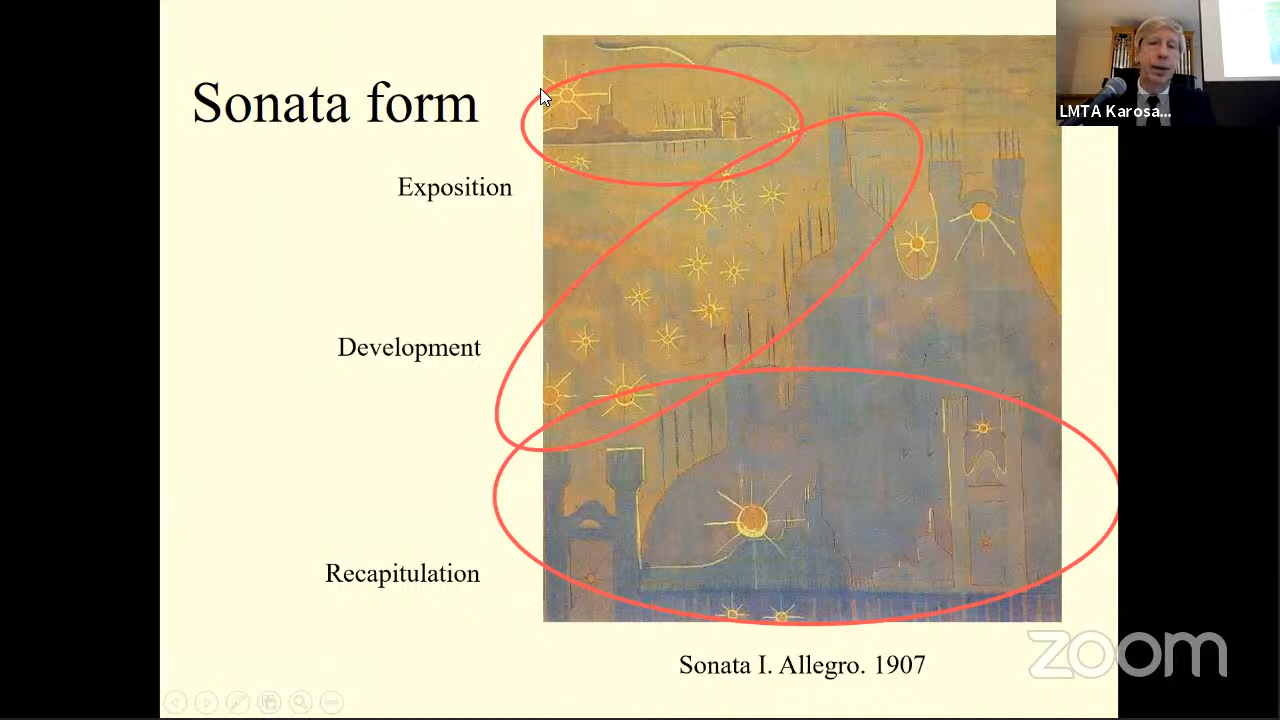 Sonata form
LMTA Karosa...
Exposition
Development
Recapitulation
Sonata I. Allegro. 1907
zoom